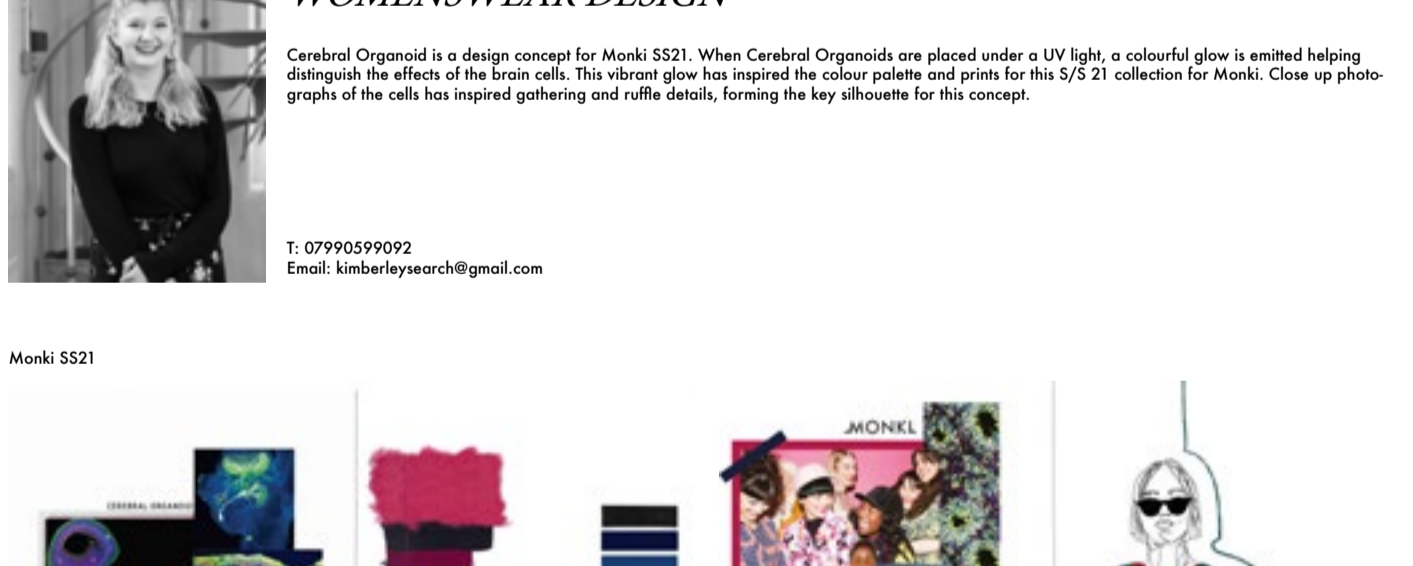 WOMENSWEAR DESIGN
Cerebral Organoid is a design concept for Monki SS21. When Cerebral Organoids are placed under a UV light, a colourful glow is emitted helping
distinguish the effects of the brain cells. This vibrant glow has inspired the colour palette and prints for this S/S 21 collection for Monki. Close up photo-
graphs of the cells has inspired gathering and ruffle details, forming the key silhouette for this concept.
T: 07990599092
Email: kimberleysearch@gmail.com
Monki SS21
MONKI
CEREBRAL ORGANOID